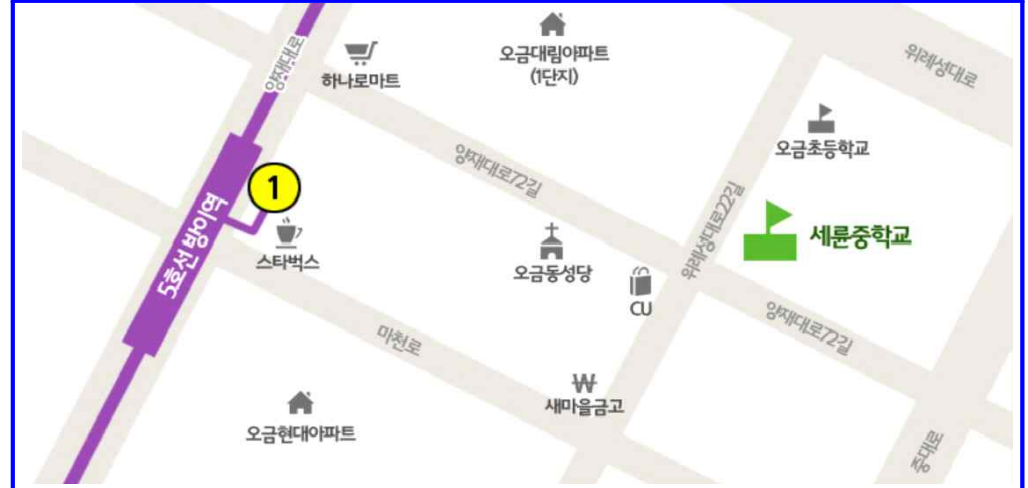 양재대로
하나로마트
오금대림아파트
(1단지)
위례성대로
오금초등학교
양재대로72길
1
위례성대로22길
세륜중학교
5호선 방이역
스타벅스
오금동성당
CU
양재대로72길
마천로
새마을금고
오금현대아파트
중대로